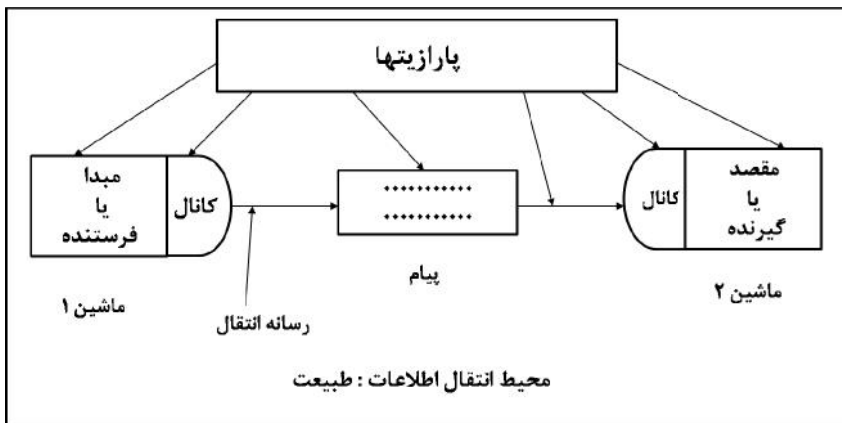 پارازیتها
مبدا
یا
فرستنده
کانال
...........
...........
کانال
مقصد
یا
گیرنده
پیام
ماشین ۱
ماشین ۲
رسانه انتقال
محیط انتقال اطلاعات : طبیعت